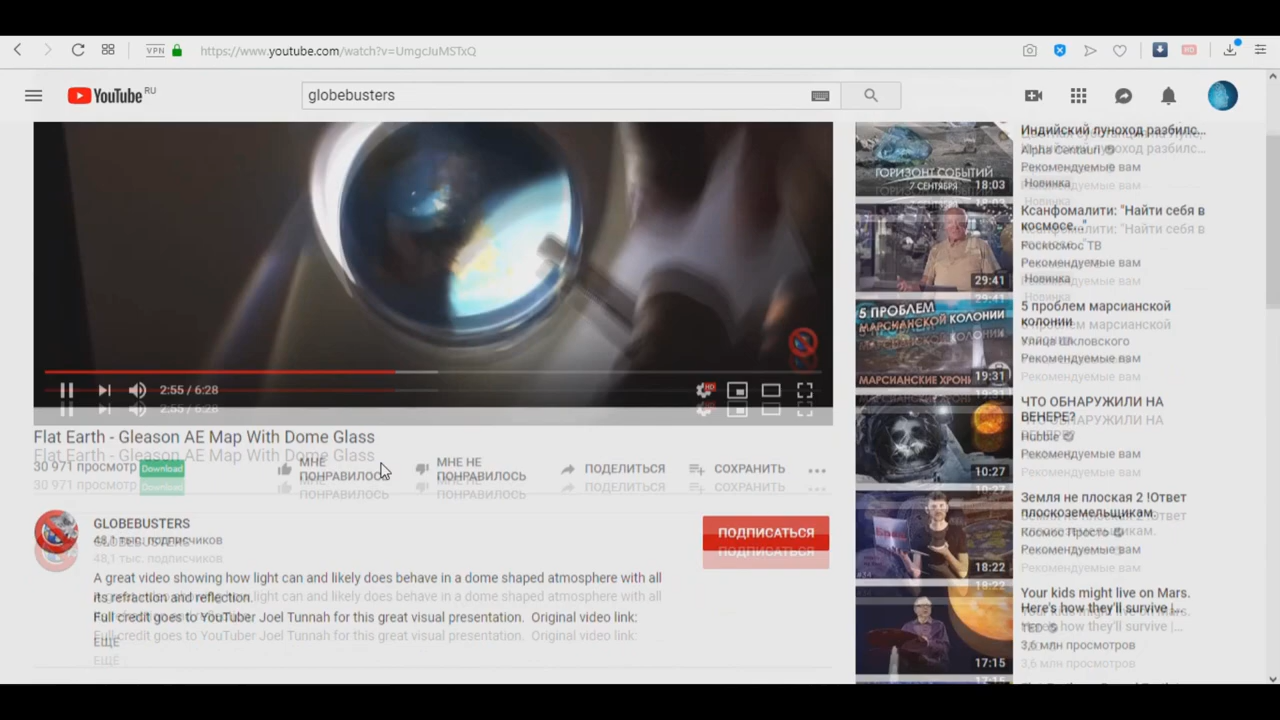 VPN
https://www.youtube.com/watch?v=UmgcJuMSTxQ
HD
YouTube RU
globebusters
HD
2:55 / 6:28
Flat Earth - Gleason AE Map With Dome Glass
30 971 просмотр
Download
МНЕ
ПОНРАВИЛОСЬ
МНЕ НЕ
ПОНРАВИЛОСЬ
ПОДЕЛИТЬСЯ
СОХРАНИТЬ
GLOBEBUSTERS
48,1 тыс. подписчиков
ПОДПИСАТЬСЯ
A great video showing how light can and likely does behave in a dome shaped atmosphere with all
its refraction and reflection.
Full credit goes to YouTuber Joel Tunnah for this great visual presentation. Original video link:
ЕЩЁ
ГОРИЗОНТ СОБЫТИЙ
7 СЕНТЯБРЯ
18:03
Индийский луноход разбилс...
Alpha Centauri
Рекомендуемые вам
Новинка
29:41
Ксанфомалити: "Найти себя в
космосе..."
Роскосмос ТВ
Рекомендуемые вам
Новинка
5 ПРОБЛЕМ
МАРСИАНСКОЙ КОЛОНИИ
МАРСИАНСКИЕ ХРОНИ
19:31
5 проблем марсианской
колонии
Улица Шкловского
Рекомендуемые вам
10:27
ЧТО ОБНАРУЖИЛИ НА
ВЕНЕРЕ?
Hubble
Рекомендуемые вам
18:22
Земля не плоская 2 !Ответ
плоскоземельщикам.
Космос Просто
Рекомендуемые вам
17:15
Your kids might live on Mars.
Here's how they'll survive |...
TED
3,6 млн просмотров